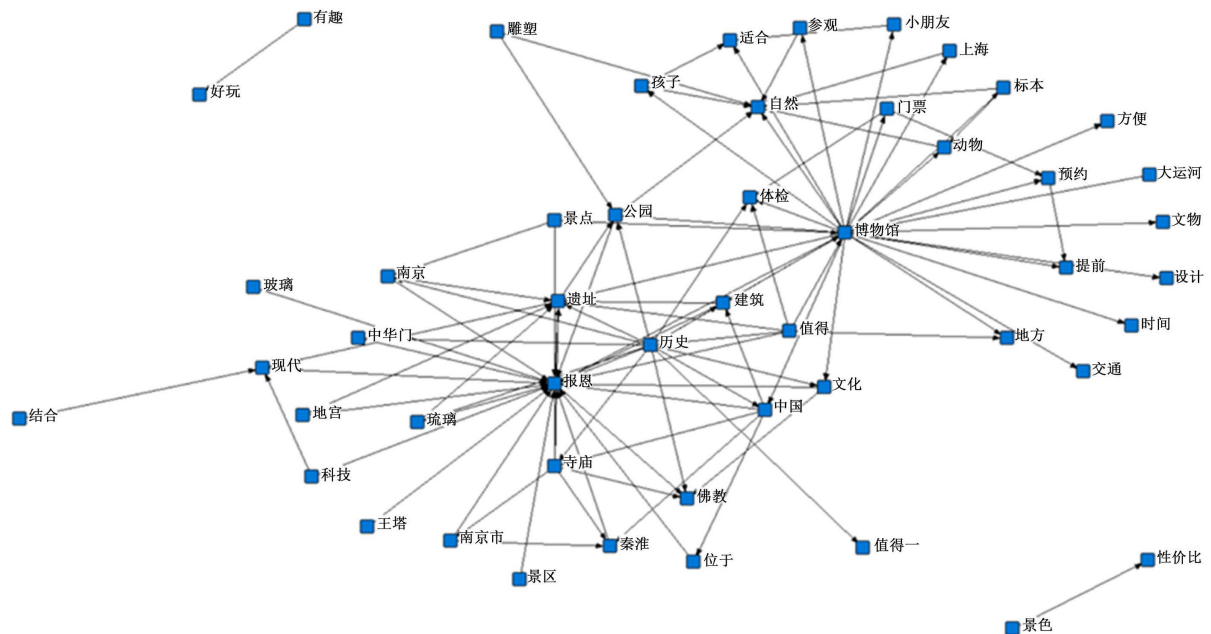 有趣
雕塑
参观
小朋友
适合
上海
孩子
标本
好玩
自然
门票
方便
动物
预约
大运河
体检
公园
景点
文物
博物馆
南京
提前
设计
玻璃
遗址
建筑
时间
值得
中华门
历史
地方
现代
交通
报恩
文化
结合
地宫
琉璃
中国
寺庙
科技
佛教
王塔
南京市
秦淮
值得一
位于
景区
性价比
景色